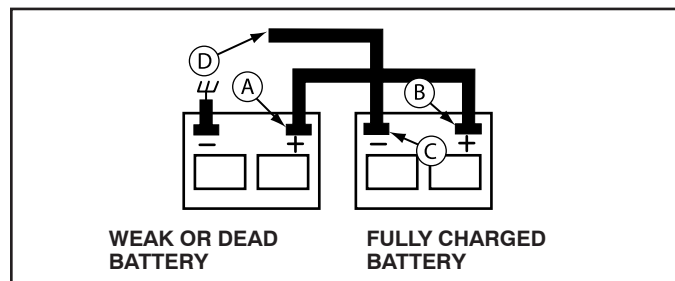 D
A
B
C
− + − +
WEAK OR DEAD
BATTERY
FULLY CHARGED
BATTERY